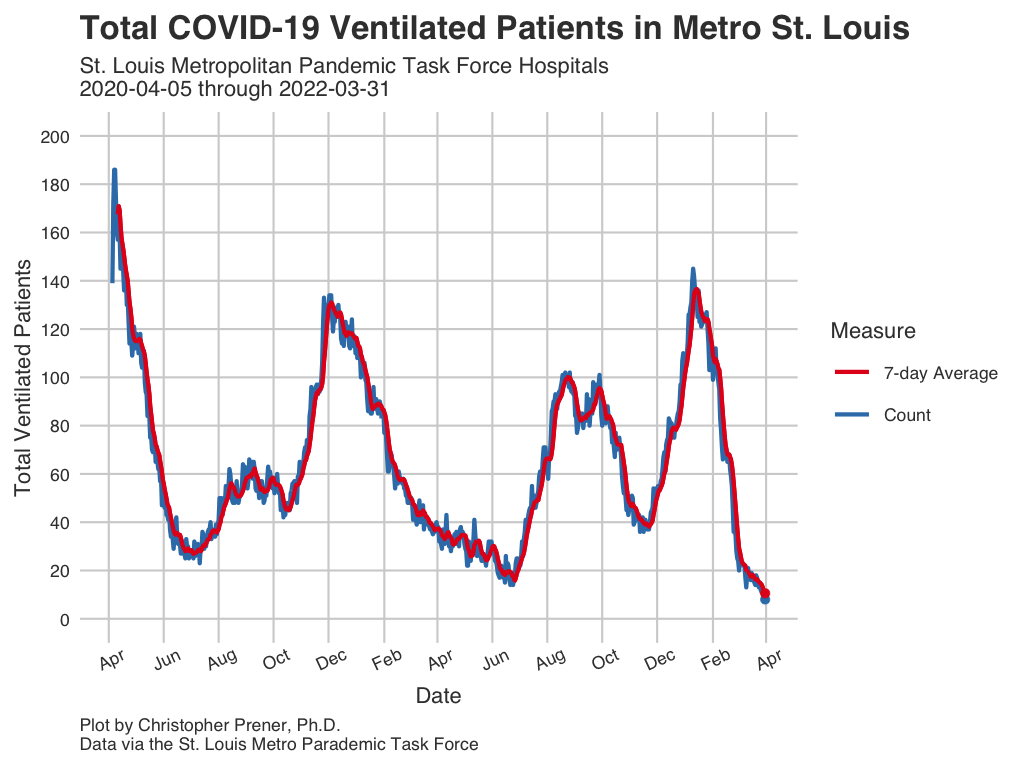 Total COVID-19 Ventilated Patients in Metro St. Louis
St. Louis Metropolitan Pandemic Task Force Hospitals
2020-04-05 through 2022-03-31
Total Ventilated Patients
200
180
160
140
120
100
80
60
40
20
0
Apr Jun Aug Oct Dec Feb Apr Jun Aug Oct Dec Feb Apr
Date
Measure
7-day Average
Count
Plot by Christopher Prener, Ph.D.
Data via the St. Louis Metro Parademic Task Force